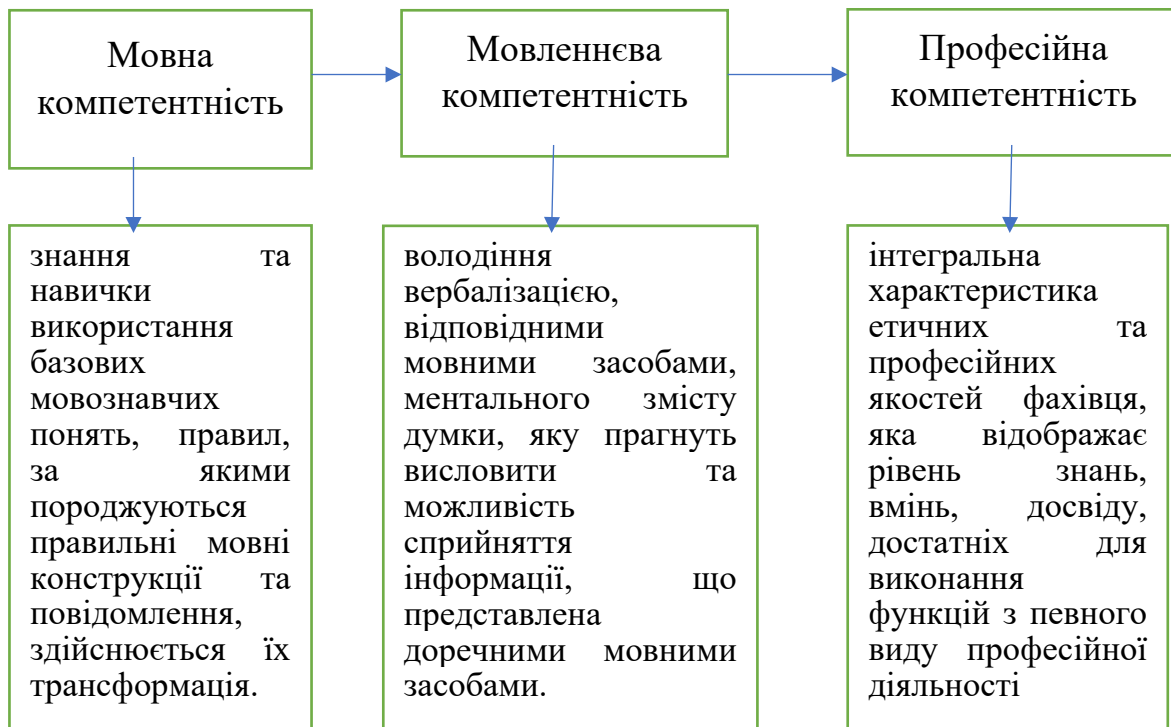 Мовна
компетентність
Мовленнєва
компетентність
Професійна
компетентність
знання та
навички
використання
базових
мовознавчих
понять, правил,
за якими
породжуються
правильні мовні
конструкції та
повідомлення,
здійснюється їх
трансформація.
володіння
вербалізацією,
відповідними
мовними засобами,
ментального змісту
думки, яку прагнуть
висловити та
можливість
сприйняття
інформації, що
представлена
доречними мовними
засобами.
інтегральна
характеристика
етичних та
професійних
якостей фахівця,
яка відображає
рівень знань,
вмінь, досвіду,
достатніх для
виконання
функцій з певного
виду професійної
діяльності